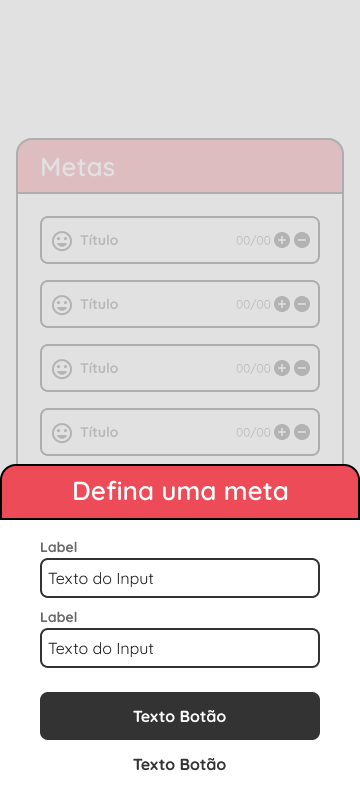 Metas
Título 00/00
Título 00/00
Título 00/00
Título 00/00
Defina uma meta
Label
Texto do Input
Label
Texto do Input
Texto Botão
Texto Botão